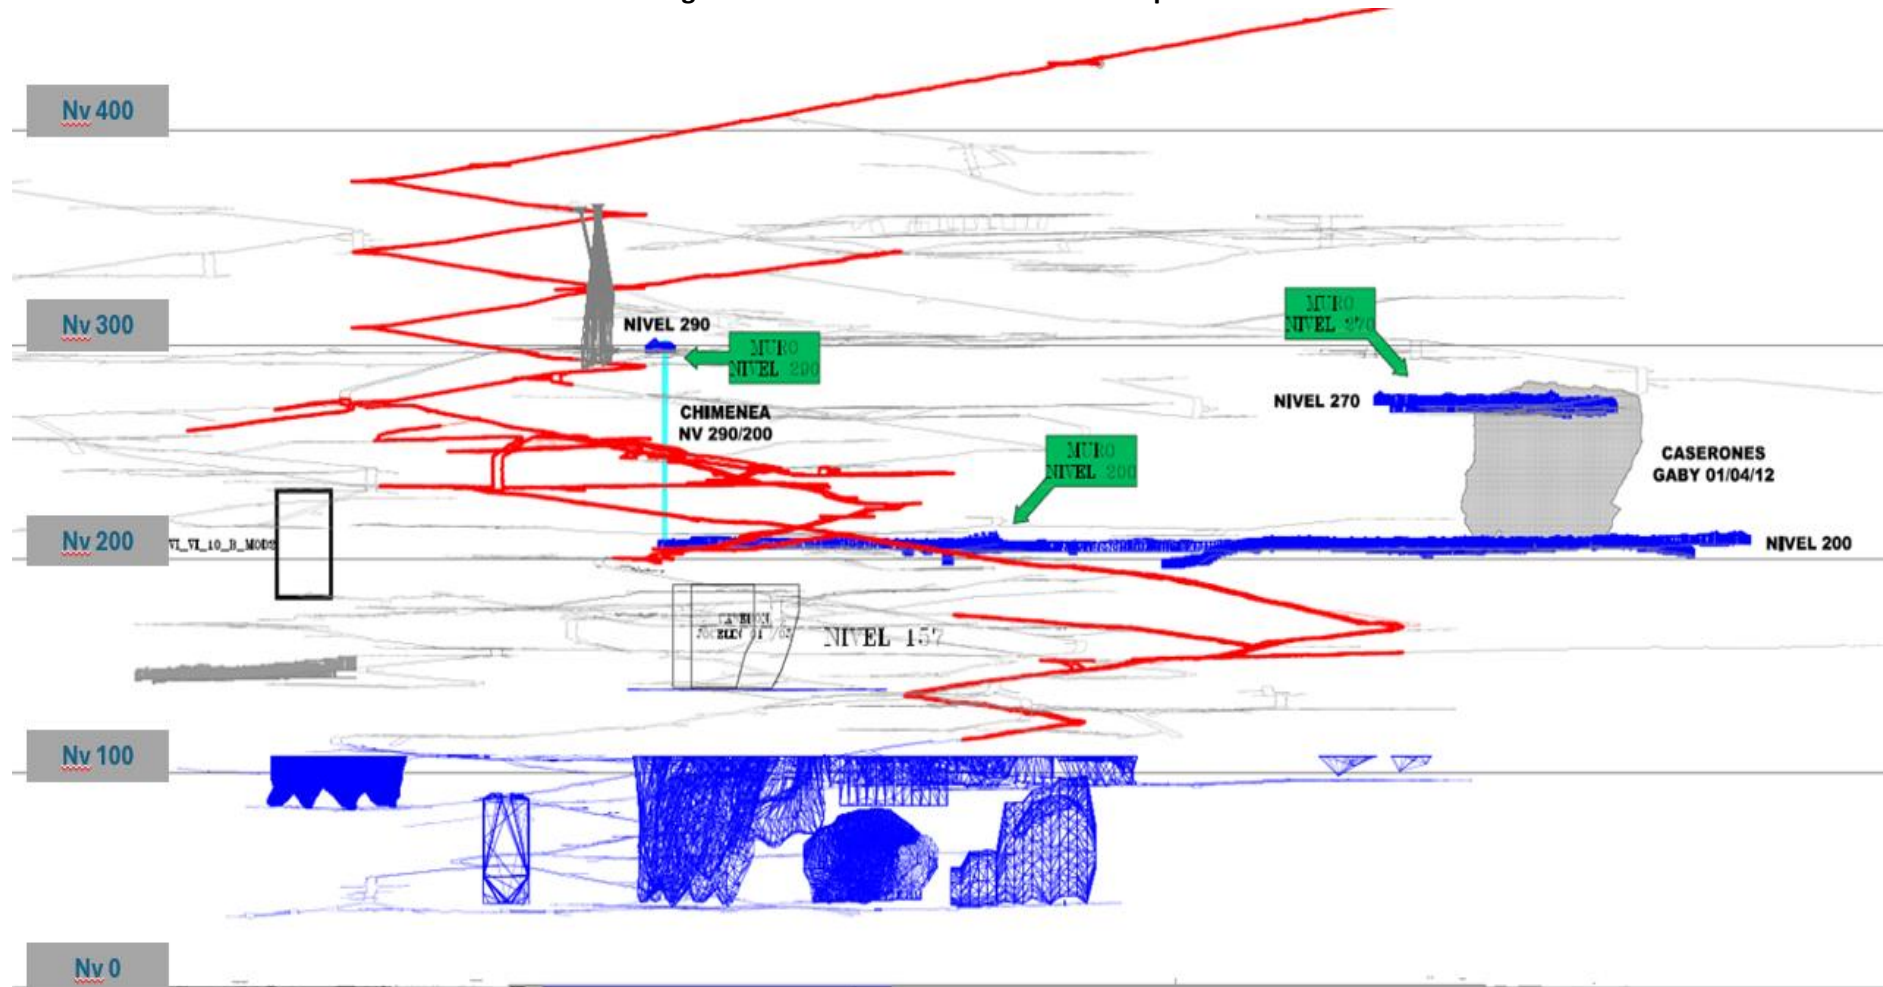 Nv 400
Nv 300
NIVEL 290
MURO
NIVEL 290
MURO
NIVEL 270
NIVEL 270
CHIMENEA
NV 290/200
MURO
NIVEL 200
CASERONES
GABY 01/04/12
Nv 200
NIVEL 200
NIVEL 157
Nv 100
Nv 0